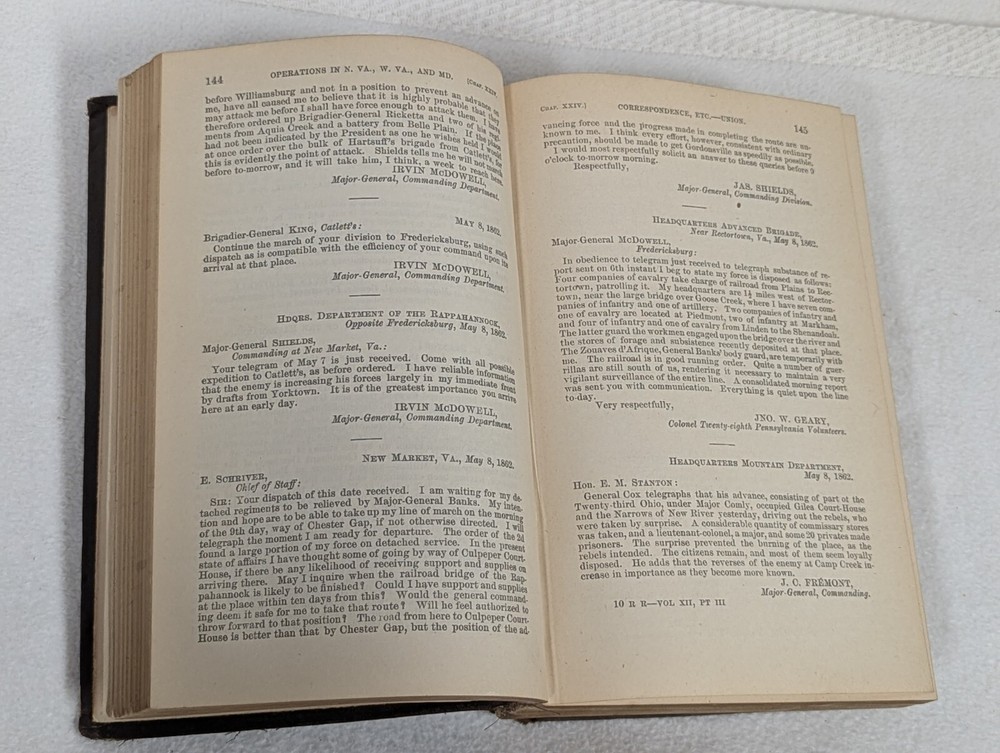 144
OPERATIONS IN N. VA., W. VA., AND MD.
[CHAP. XXIV.
before Williamsburg and not in a position to prevent an advance on
me, have all caused me to believe that it is highly probable that they
may attack me before I shall have force enough to attack them. I have
therefore ordered up Brigadier-General Ricketts and two of his regi-
ments from Aquia Creek and a battery from Belle Plain. If the place
had not been indicated by the President as one he wishes held I would
at once order over the bulk of Hartsuff's brigade from Catlett's, for
this is evidently the point of attack. Shields tells me he will not march
before to-morrow, and it will take him, I think, a week to reach here.
IRVIN McDOWELL,
Major-General, Commanding Department.
MAY 8, 1862.
Brigadier-General KING, Catlett's:
Continue the march of your division to Fredericksburg, using such
dispatch as is compatible with the efficiency of your command upon its
arrival at that place.
IRVIN McDOWELL,
Major-General, Commanding Department.
HDQRS. DEPARTMENT OF THE RAPPAHANNOCK,
Opposite Fredericksburg, May 8, 1862.
Major-General SHIELDS,
Commanding at New Market, Va.:
Your telegram of May 7 is just received. Come with all possible
expedition to Catlett's, as before ordered. I have reliable information
that the enemy is increasing his forces largely in my immediate front
by drafts from Yorktown. It is of the greatest importance you arrive
here at an early day.
IRVIN McDOWELL,
Major-General, Commanding Department.
NEW MARKET, VA., May 8, 1862.
E. SCHRIVER,
Chief of Staff:
SIR: Your dispatch of this date received. I am waiting for my de-
tached regiments to be relieved by Major-General Banks. My inten-
tion and hope are to be able to take up my line of march on the morning
of the 9th day, way of Chester Gap, if not otherwise directed. I will
telegraph the moment I am ready for departure. The order of the 2d
found a large portion of my force on detached service. In the present
state of affairs I have thought some of going by way of Culpeper Court-
House, if there be any likelihood of receiving support and supplies on
arriving there. May I inquire when the railroad bridge of the Rap-
pahannock is likely to be finished? Could I have support and supplies
at the place within ten days from this? Would the general command-
ing deem it safe for me to take that route? Will he feel authorized to
throw forward to that position? The road from here to Culpeper Court-
House is better than that by Chester Gap, but the position of the ad-
CHAP. XXIV.]
CORRESPONDENCE, ETC.—UNION.
145
vancing force and the progress made in completing the route are un-
known to me. I think every effort, however, consistent with ordinary
precaution, should be made to get Gordonsville as speedily as possible.
I would most respectfully solicit an answer to these queries before 9
o'clock to-morrow morning.
Respectfully,
JAS. SHIELDS,
Major-General, Commanding Division.
HEADQUARTERS ADVANCED BRIGADE,
Near Rectortown, Va., May 8, 1862.
Major-General McDOWELL,
Fredericksburg:
In obedience to telegram just received to telegraph substance of re-
port sent on 6th instant I beg to state my force is disposed as follows:
Four companies of cavalry take charge of railroad from Plains to Rec-
tortown, patrolling it. My headquarters are 1½ miles west of Rector-
town, near the large bridge over Goose Creek, where I have seven com-
panies of infantry and one of artillery. Two companies of infantry and
one of cavalry are located at Piedmont, two of infantry at Markham,
and four of infantry and one of cavalry from Linden to the Shenandoah.
The latter guard the workmen engaged upon the bridge over the river and
the stores of forage and subsistence recently deposited at that place.
The Zouaves d'Afrique, General Banks' body guard, are temporarily with
me. The railroad is in good running order. Quite a number of guer-
rillas are still south of us, rendering it necessary to maintain a very
vigilant surveillance of the entire line. A consolidated morning report
was sent you with communication. Everything is quiet upon the line
to-day.
Very respectfully,
JNO. W. GEARY,
Colonel Twenty-eighth Pennsylvania Volunteers.
HEADQUARTERS MOUNTAIN DEPARTMENT,
May 8, 1862.
Hon. E. M. STANTON:
General Cox telegraphs that his advance, consisting of part of the
Twenty-third Ohio, under Major Comly, occupied Giles Court-House
and the Narrows of New River yesterday, driving out the rebels, who
were taken by surprise. A considerable quantity of commissary stores
was taken, and a lieutenant-colonel, a major, and some 20 privates made
prisoners. The surprise prevented the burning of the place, as the
rebels intended. The citizens remain, and most of them seem loyally
disposed. He adds that the reverses of the enemy at Camp Creek in-
crease in importance as they become more known.
J. C. FRÉMONT,
Major-General, Commanding.
10 R R—VOL XII, PT III